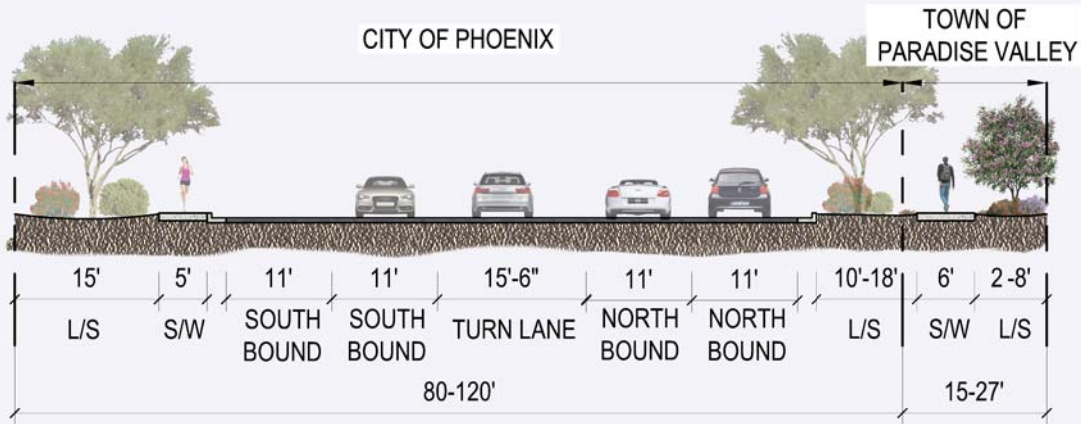 CITY OF PHOENIX
TOWN OF
PARADISE VALLEY
15' 5' 11' 11' 15'-6" 11' 11' 10'-18' 6' 2 -8'
L/S S/W SOUTH SOUTH TURN LANE NORTH NORTH L/S S/W L/S
BOUND BOUND BOUND BOUND
80-120' 15-27'